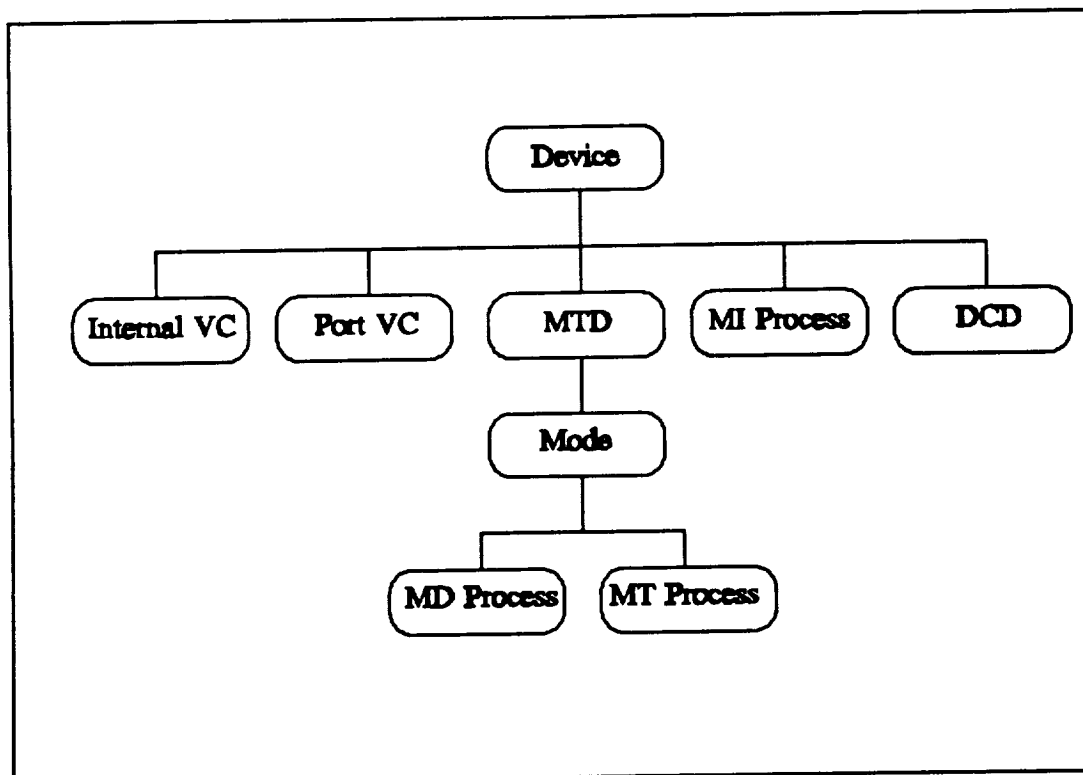 Device
Internal VC
Port VC
MTD
MI Process
DCD
Mode
MD Process
MT Process